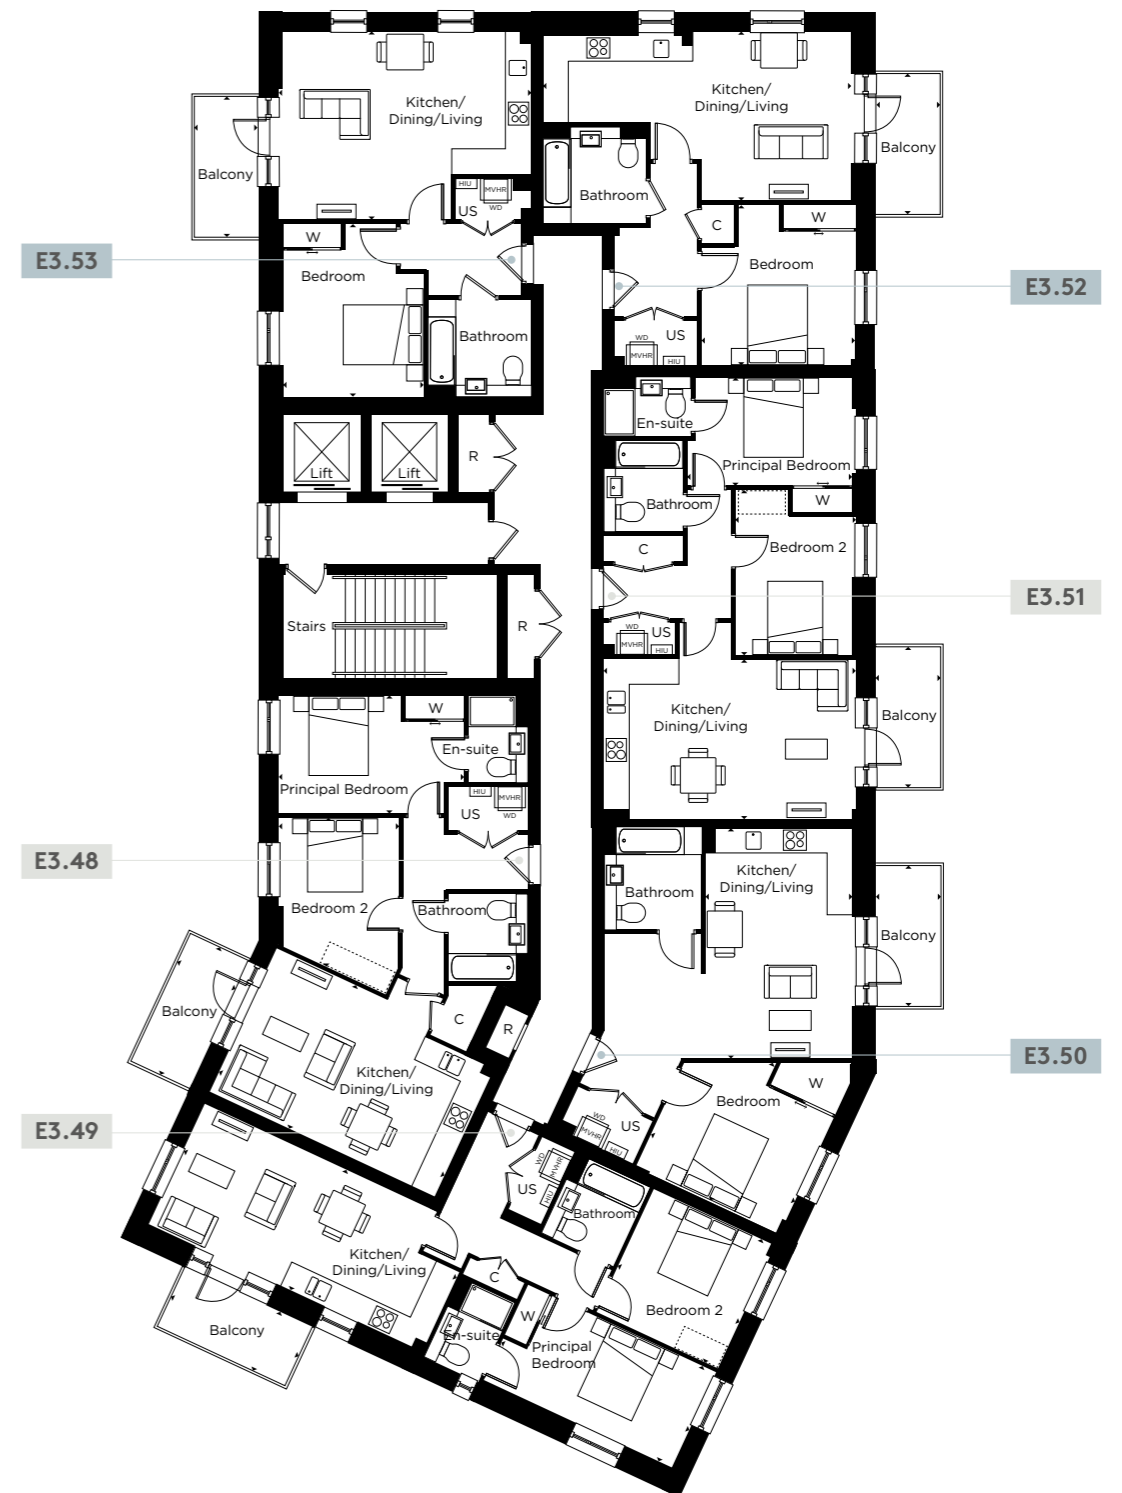 Kitchen/
Dining/Living
Balcony
HIU
MVHR
WD
US
W
Bedroom
Bathroom
E3.53
Kitchen/
Dining/Living
Balcony
Bathroom
C
W
Bedroom
WD
US
MVHR
HIU
E3.52
Lift
Lift
R
Stairs
R
En-suite
Principal Bedroom
W
Bathroom
Bedroom 2
C
E3.51
WD
US
MVHR
HIU
Kitchen/
Dining/Living
Balcony
W
En-suite
Principal Bedroom
HIU
MVHR
US
WD
E3.48
Bedroom 2
Bathroom
Balcony
C
R
Kitchen/
Dining/Living
Kitchen/
Dining/Living
Bathroom
Balcony
E3.50
W
Bedroom
WD
US
MVHR
HIU
E3.49
WD
MVHR
US
HIU
Bathroom
Kitchen/
Dining/Living
C
Balcony
W
En-suite
Principal
Bedroom
Bedroom 2